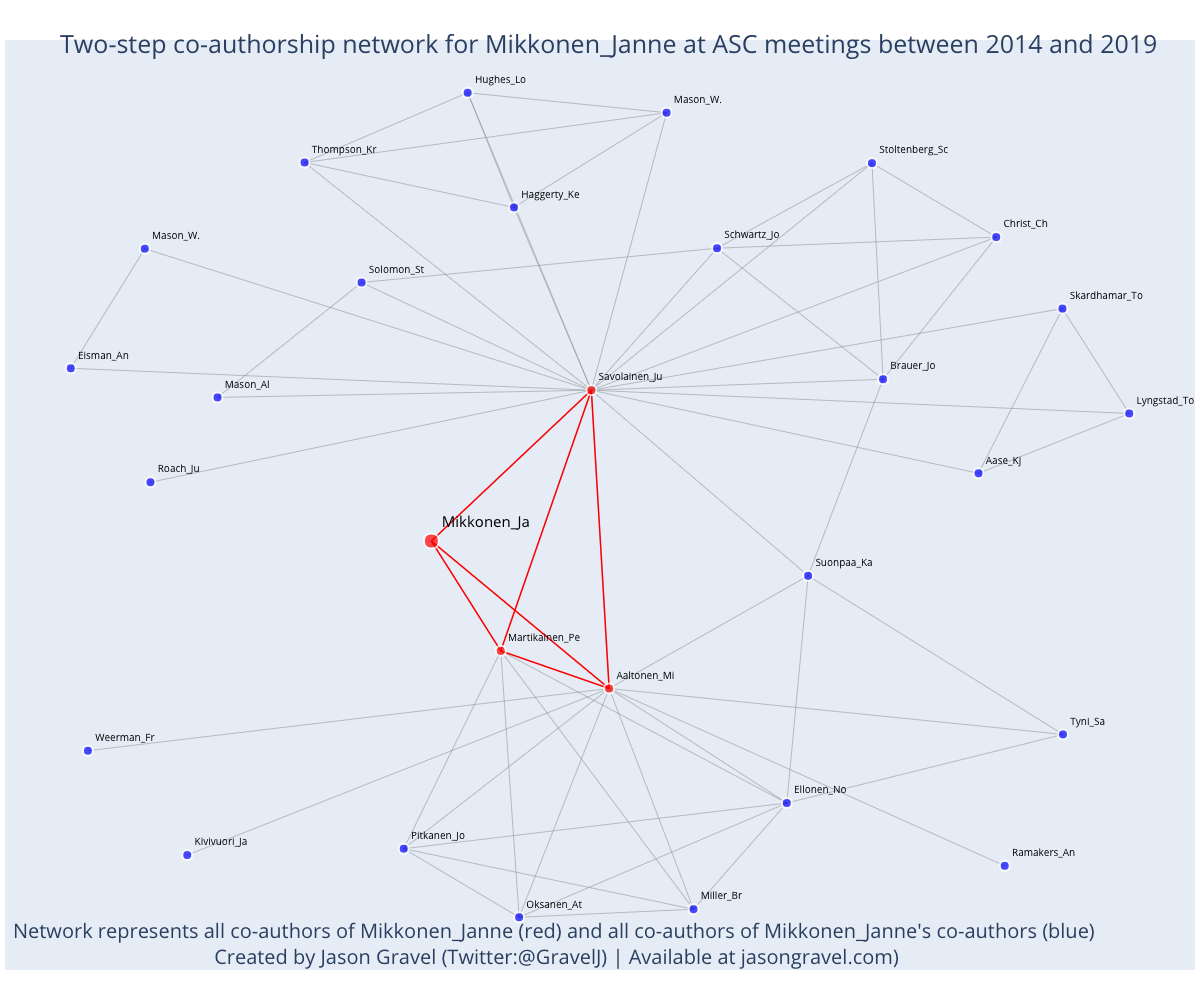 Two-step co-authorship network for Mikkonen_Janne at ASC meetings between 2014 and 2019
Hughes_Lo
Mason_W.
Thompson_Kr
Stoltenberg_Sc
Haggerty_Ke
Christ_Ch
Mason_W.
Schwartz_Jo
Solomon_St
Skardhamar_To
Eisman_An
Brauer_Jo
Savolainen_Ju
Mason_Al
Lyngstad_To
Roach_Ju
Aase_Kj
Mikkonen_Ja
Suonpaa_Ka
Martikainen_Pe
Aaltonen_Mi
Tyni_Sa
Weerman_Fr
Ellonen_No
Pitkanen_Jo
Kivivuori_Ja
Ramakers_An
Miller_Br
Oksanen_At
Network represents all co-authors of Mikkonen_Janne (red) and all co-authors of Mikkonen_Janne's co-authors (blue)
Created by Jason Gravel (Twitter:@GravelJ) | Available at jasongravel.com)